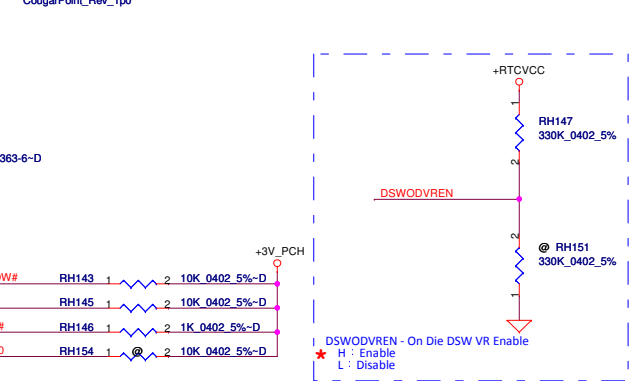 CougarPoint_Rev_1p0
+RTCVCC
1
RH147
330K_0402_5%
2
363-6~D
DSWODVREN
2
@ RH151
330K_0402_5%
1
+3V_PCH
W# RH143 1 2 10K_0402_5%~D
RH145 1 2 10K_0402_5%~D
# RH146 1 2 1K_0402_5%~D
RH154 1 @ 2 10K_0402_5%~D
DSWODVREN - On Die DSW VR Enable
* H : Enable
L : Disable